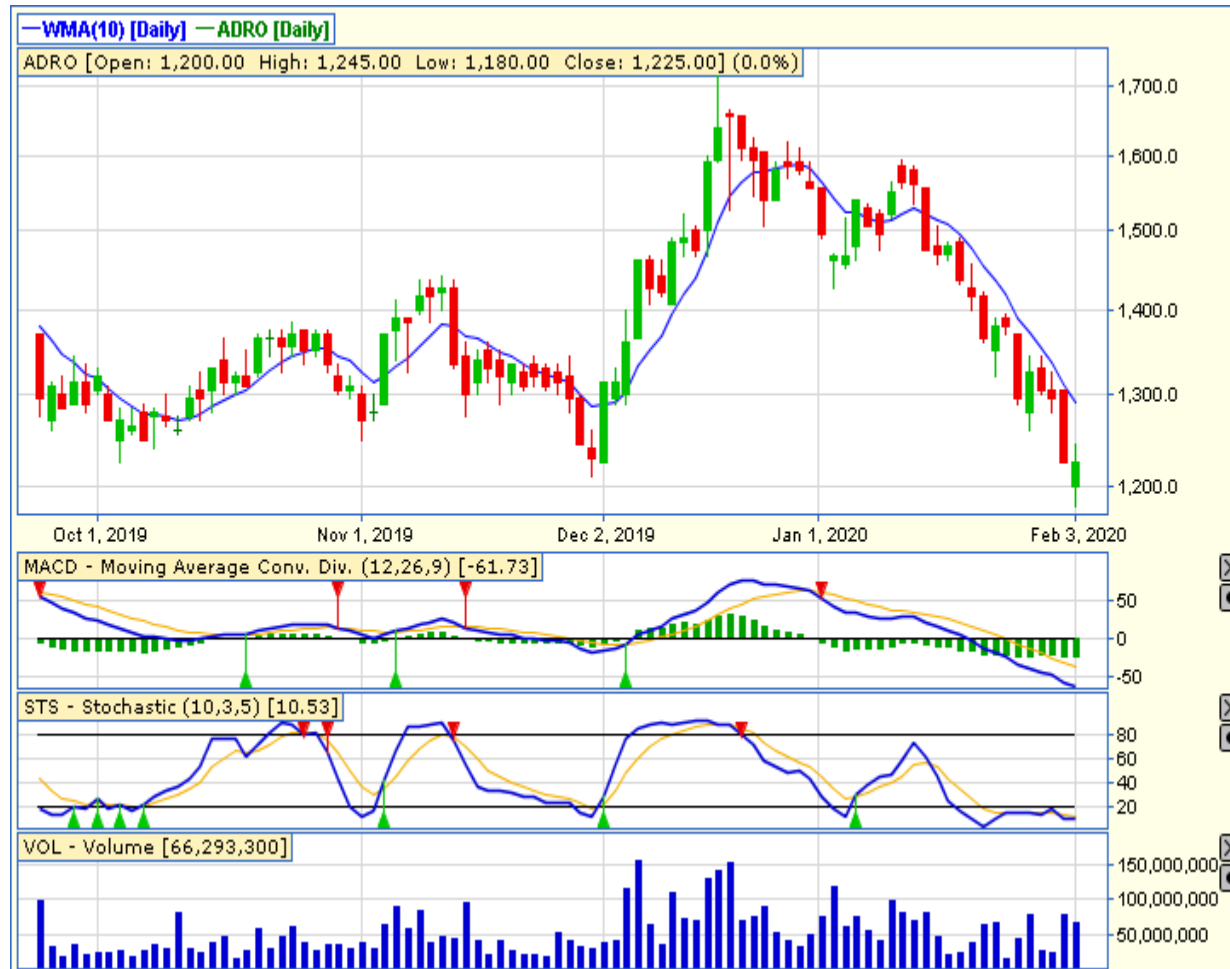 WMA(10) [Daily] ADRO [Daily]
ADRO [Open: 1,200.00 High: 1,245.00 Low: 1,180.00 Close: 1,225.00] (0.0%)
1,700.0
1,600.0
1,500.0
1,400.0
1,300.0
1,200.0
Oct 1, 2019 Nov 1, 2019 Dec 2, 2019 Jan 1, 2020 Feb 3, 2020
MACD - Moving Average Conv. Div. (12,26,9) [-61.73]
50
0
-50
STS - Stochastic (10,3,5) [10.53]
80
60
40
20
VOL - Volume [66,293,300]
150,000,000
100,000,000
50,000,000